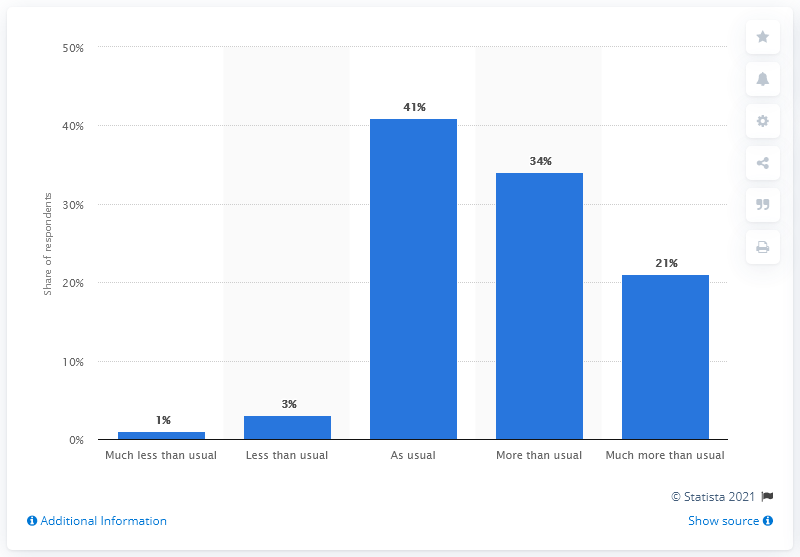 50%
41%
40%
34%
30%
Share of respondents
21%
20%
10%
3%
1%
0%
Much less than usual Less than usual As usual More than usual Much more than usual
© Statista 2021
Additional Information Show source